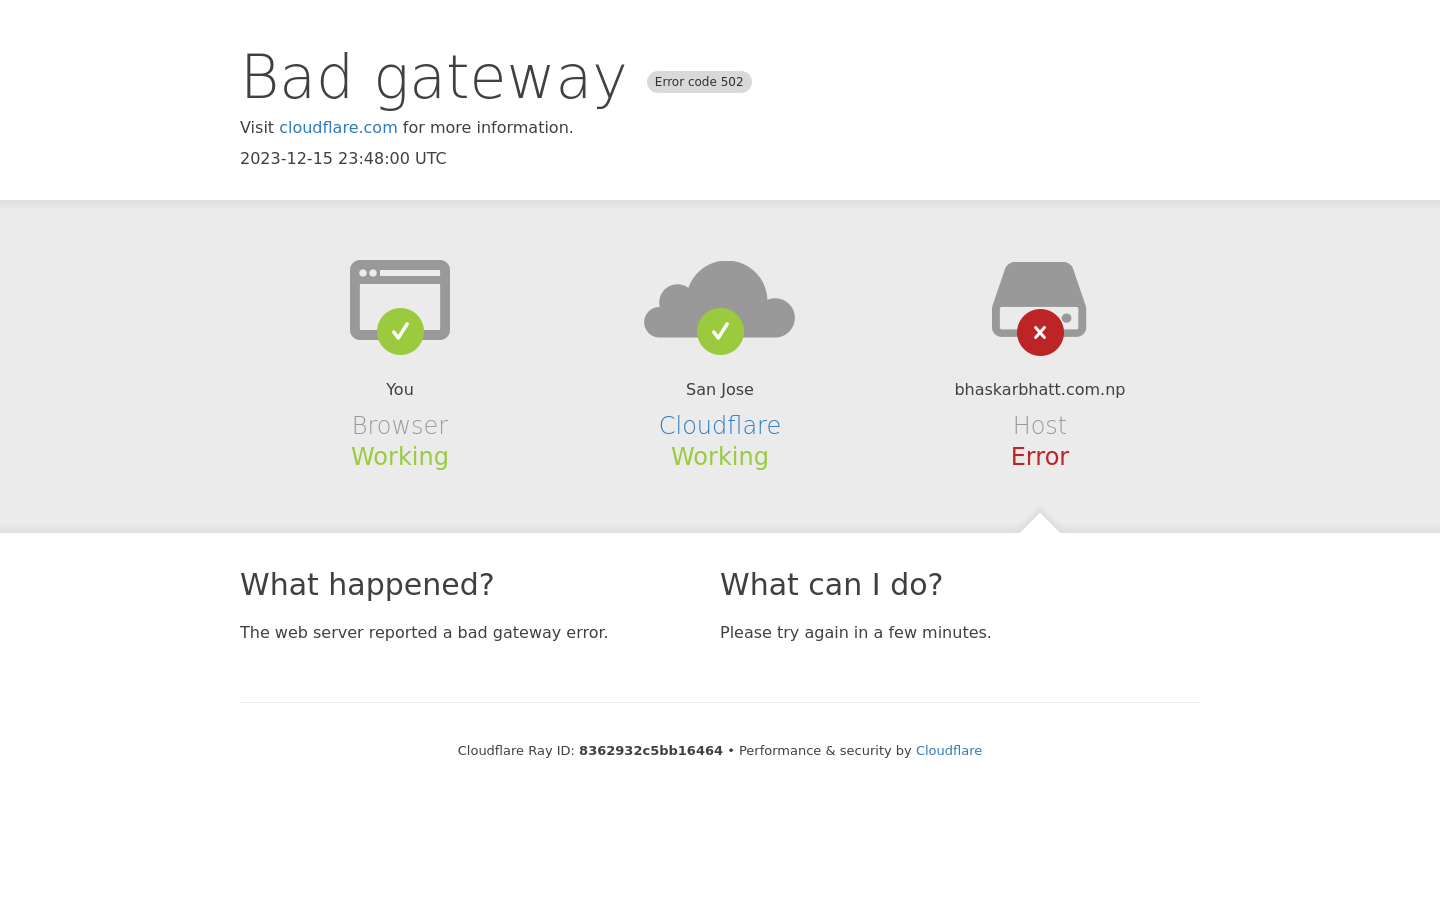 Bad gateway Error code 502
Visit cloudflare.com for more information.
2023-12-15 23:48:00 UTC
You
Browser
Working
San Jose
Cloudflare
Working
bhaskarbhatt.com.np
Host
Error
What happened?
The web server reported a bad gateway error.
What can I do?
Please try again in a few minutes.
Cloudflare Ray ID: 8362932c5bb16464 • Performance & security by Cloudflare